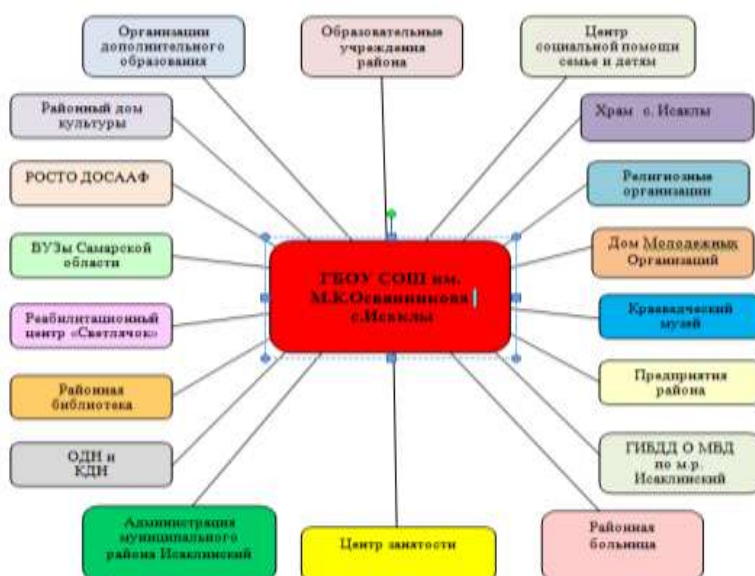 Организации
дополнительного
образования
Образовательные
учреждения
района
Центр
социальной помощи
семье и детям
Районный дом
культуры
Храм с. Исаклы
РОСТО ДОСААФ
Религиозные
организации
ВУЗы Самарской
области
ГБОУ СОШ им.
с.Исаклы
Дом Молодежных
Организаций
Реабилитационный
центр «Светлячок»
Краеведческий
музей
Районная
библиотека
Предприятия
района
ОДН и
КДН
ГИБДД О МВД
по м.р.
Исаклинский
Администрация
муниципального
района Исаклинский
Центр занятости
Районная
больница